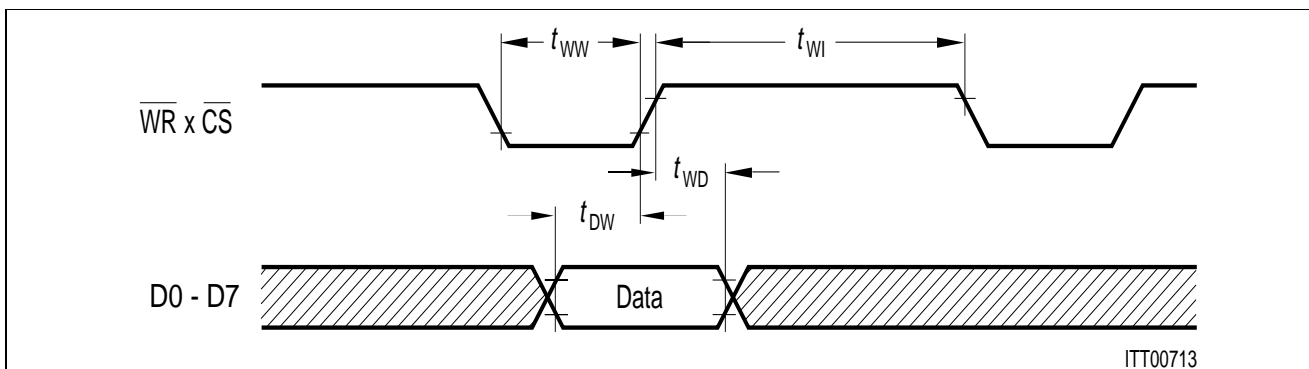 tWW
tWI
WR x CS
tWD
tDW
D0 - D7
Data
ITT00713